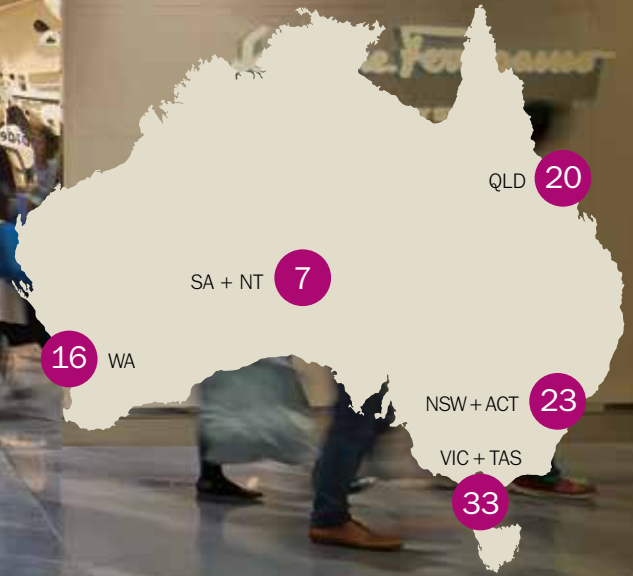 QLD 20
SA + NT 7
16 WA
NSW + ACT 23
VIC + TAS
33